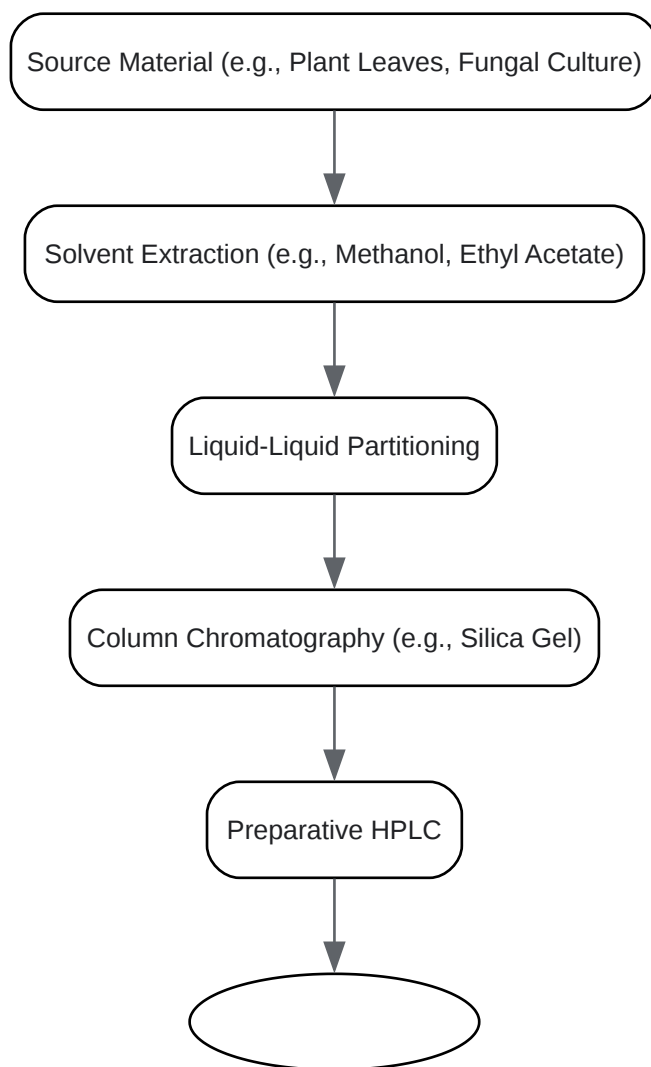 Source Material (e.g., Plant Leaves, Fungal Culture)
Solvent Extraction (e.g., Methanol, Ethyl Acetate)
Liquid-Liquid Partitioning
Column Chromatography (e.g., Silica Gel)
Preparative HPLC